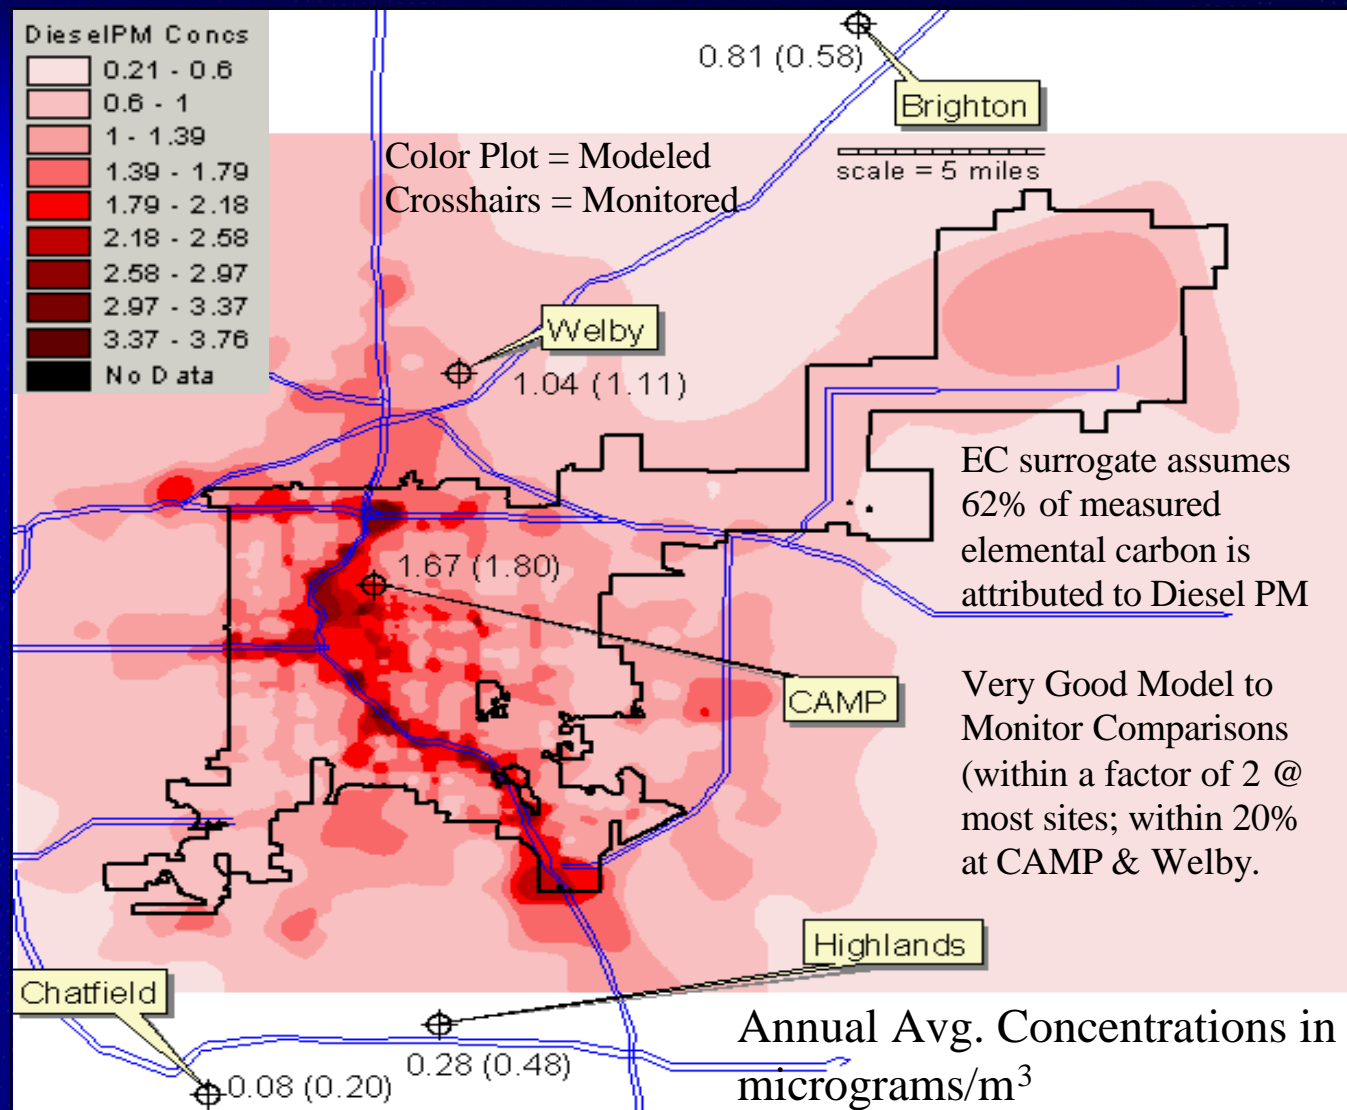 DieselPM Concs
0.21 - 0.6
0.6 - 1
1 - 1.39
1.39 - 1.79
1.79 - 2.18
2.18 - 2.58
2.58 - 2.97
2.97 - 3.37
3.37 - 3.76
No Data
0.81 (0.58)
Brighton
Color Plot = Modeled
Crosshairs = Monitored
scale = 5 miles
Welby
1.04 (1.11)
EC surrogate assumes
62% of measured
elemental carbon is
attributed to Diesel PM
1.67 (1.80)
CAMP
Very Good Model to
Monitor Comparisons
(within a factor of 2 @
most sites; within 20%
at CAMP & Welby.
Highlands
Chatfield
0.28 (0.48)
0.08 (0.20)
Annual Avg. Concentrations in
micrograms/m³